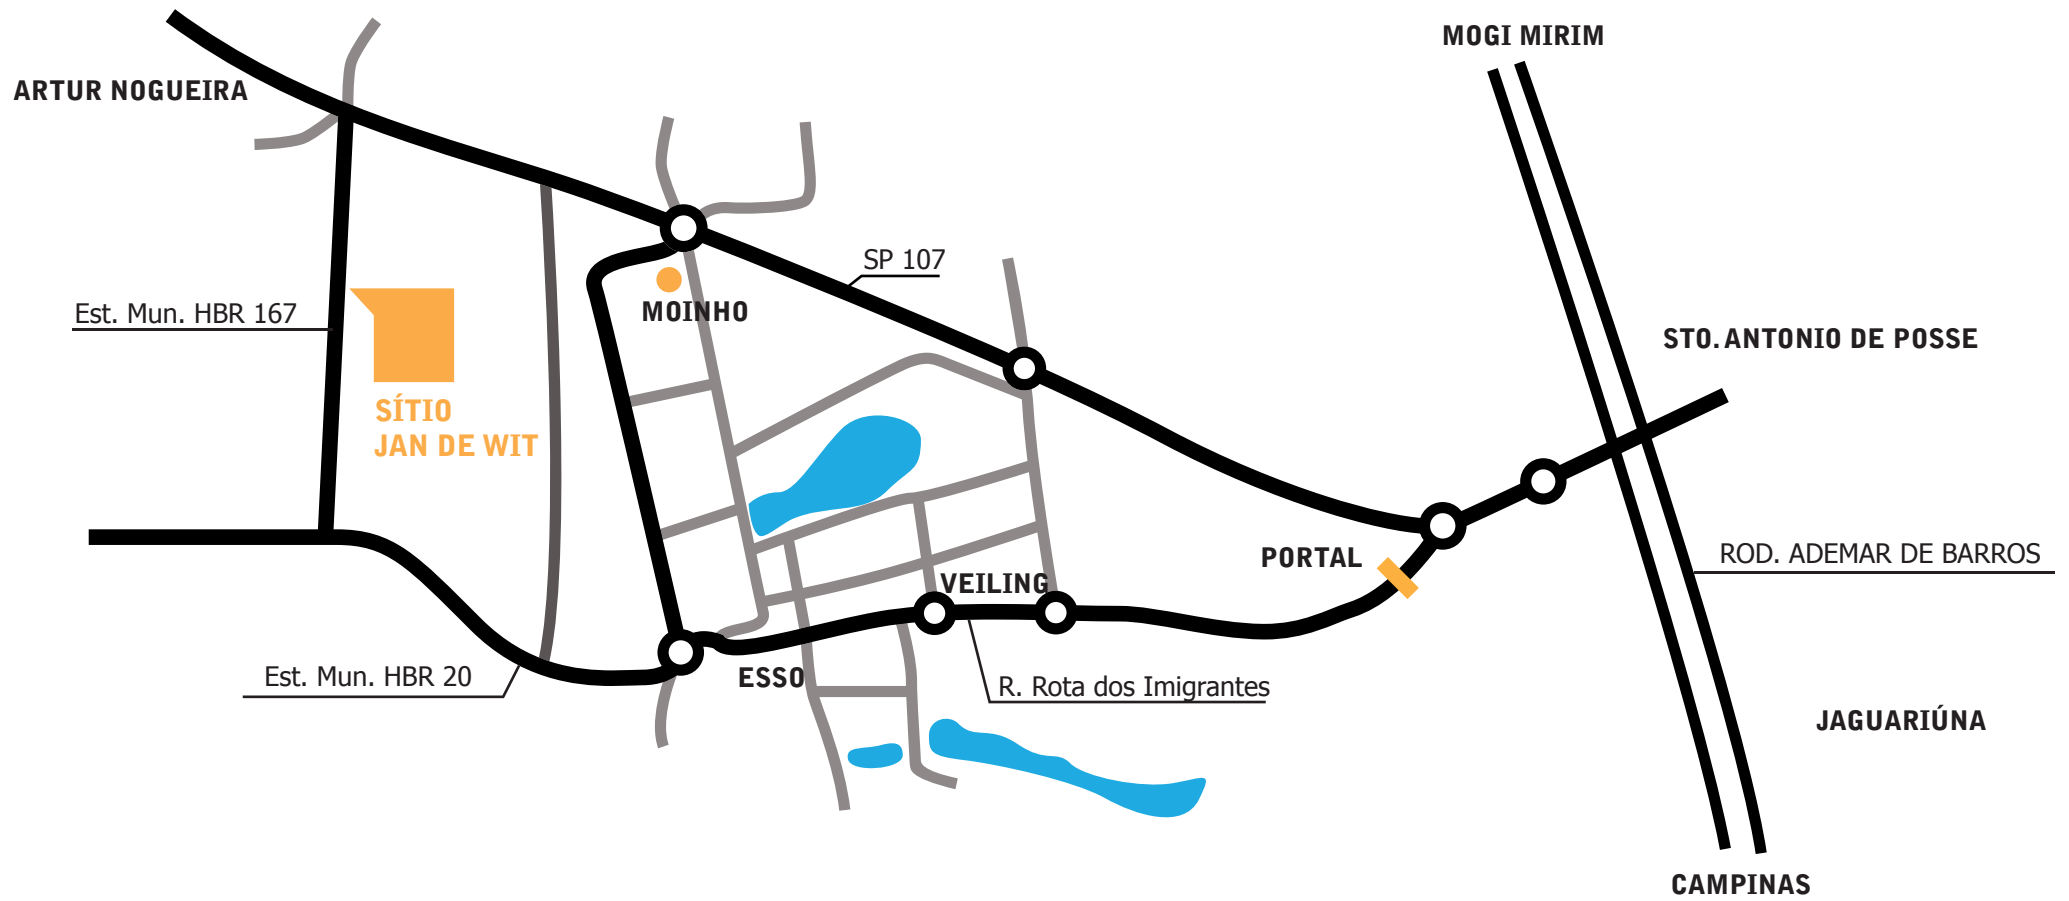 MOGI MIRIM
ARTUR NOGUEIRA
SP 107
Est. Mun. HBR 167
MOINHO
STO. ANTONIO DE POSSE
SÍTIO
JAN DE WIT
PORTAL
ROD. ADEMAR DE BARROS
VEILING
Est. Mun. HBR 20
ESSO
R. Rota dos Imigrantes
JAGUARIÚNA
CAMPINAS